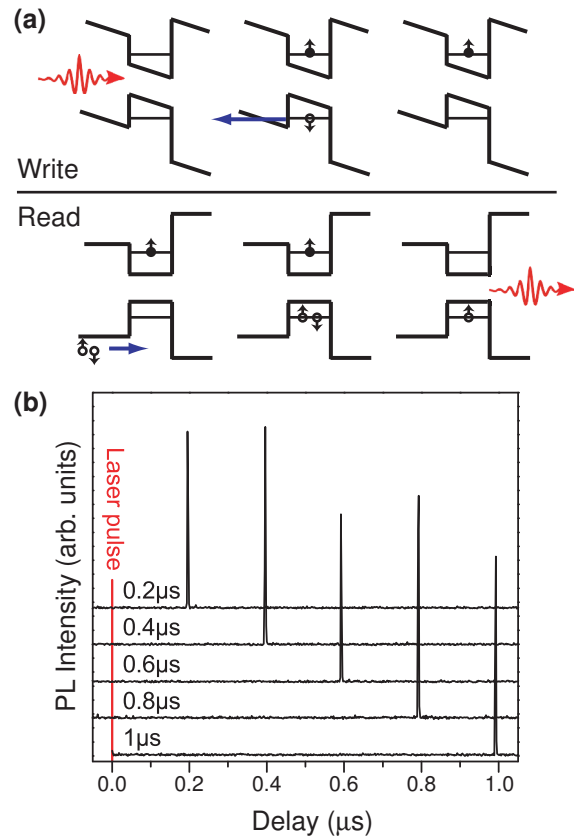 (a)
Write
Read
(b)
PL Intensity (arb. units)
Laser pulse
0.2μs
0.4μs
0.6μs
0.8μs
1μs
0.0 0.2 0.4 0.6 0.8 1.0
Delay (μs)